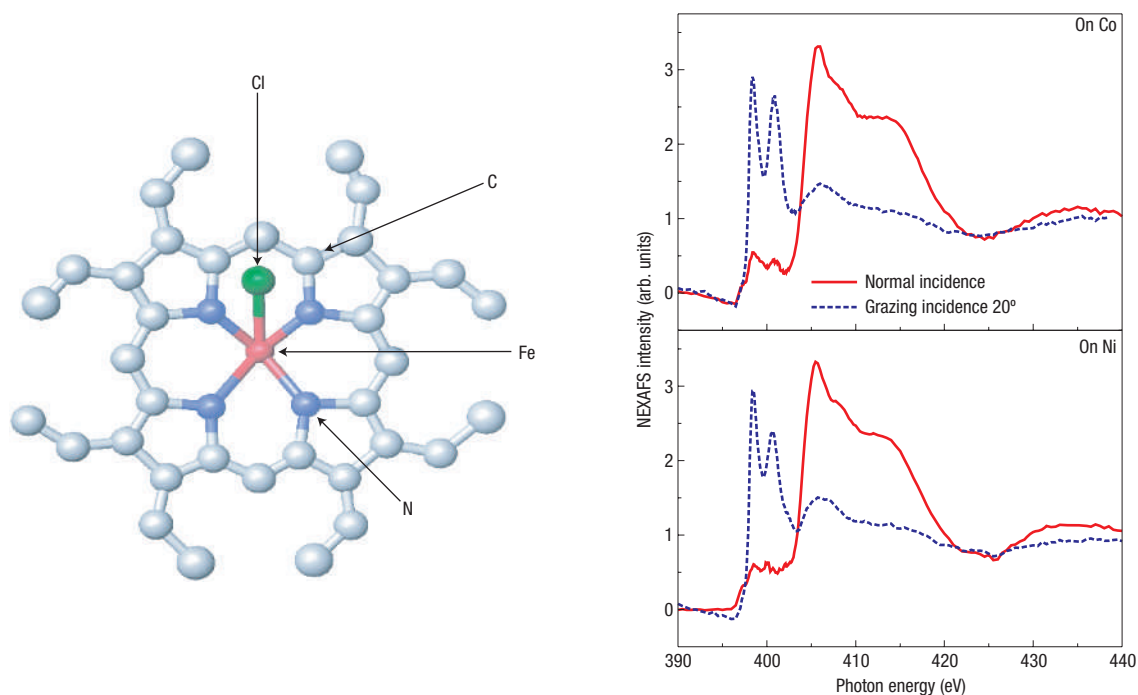 Cl
C
Fe
N
On Co
3
2
1
0
Normal incidence
Grazing incidence 20º
On Ni
3
2
1
0
NEXAFS intensity (arb. units)
390 400 410 420 430 440
Photon energy (eV)